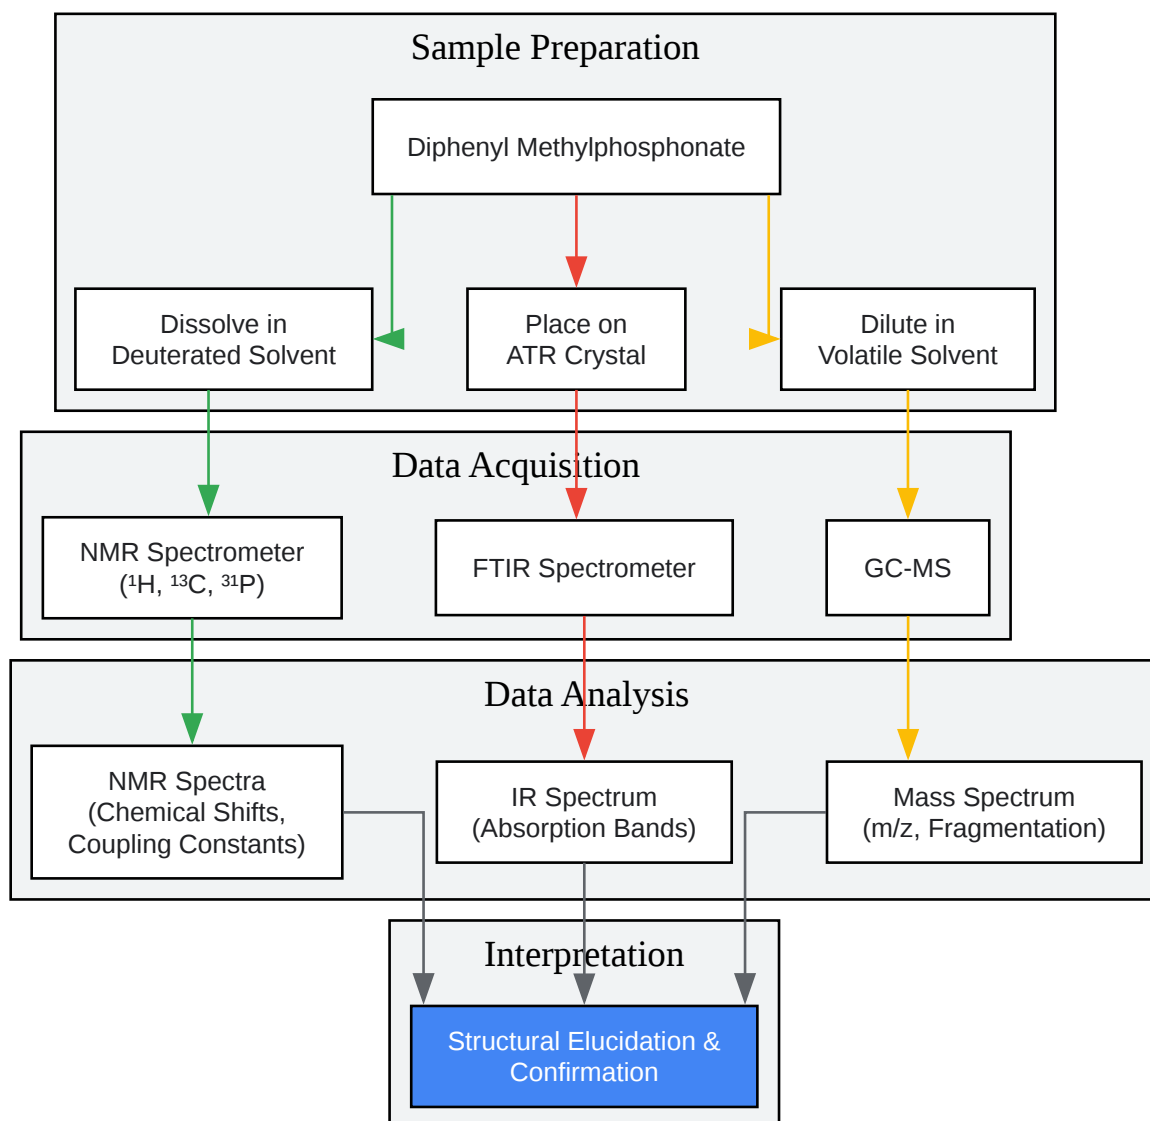 Sample Preparation
Diphenyl Methylphosphonate
Dissolve in
Deuterated Solvent
Place on
ATR Crystal
Dilute in
Volatile Solvent
Data Acquisition
NMR Spectrometer
(¹H, ¹³C, ³¹P)
FTIR Spectrometer
GC-MS
Data Analysis
NMR Spectra
(Chemical Shifts,
Coupling Constants)
IR Spectrum
(Absorption Bands)
Mass Spectrum
(m/z, Fragmentation)
Interpretation
Structural Elucidation &
Confirmation